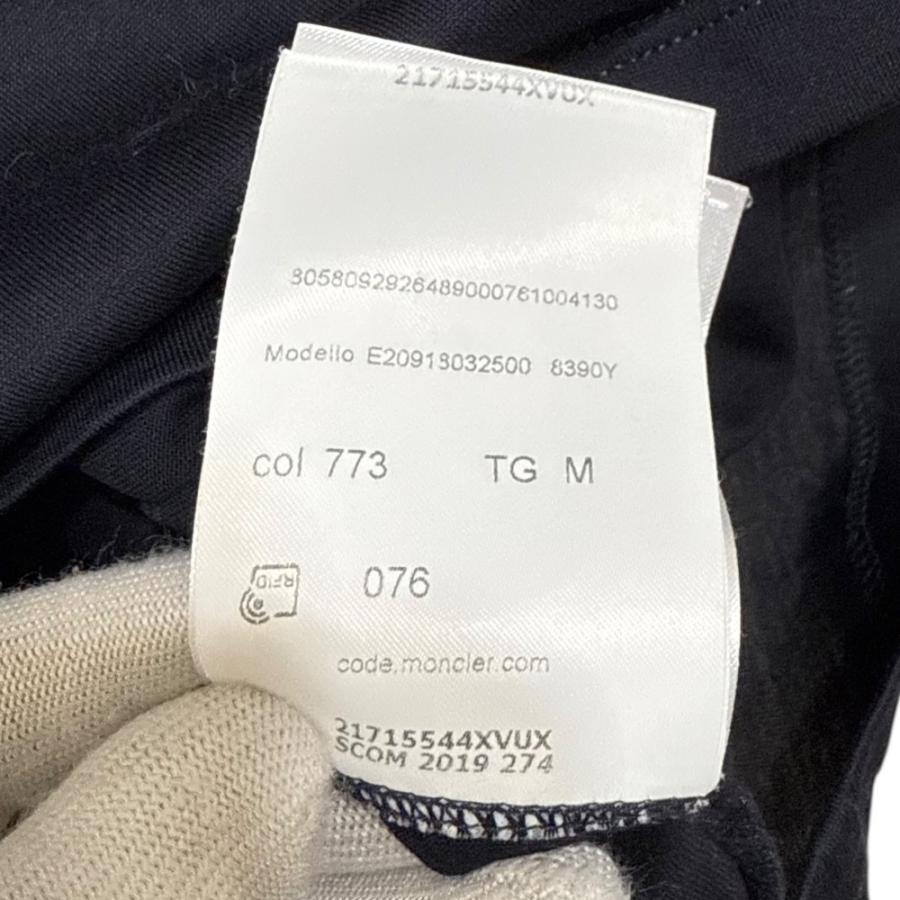 21715544XVUX
8058092926489000761004130
Modello E20918032500 8390Y
col 773 TG M
RFID
076
code.moncler.com
21715544XVUX
SCOM 2019 274